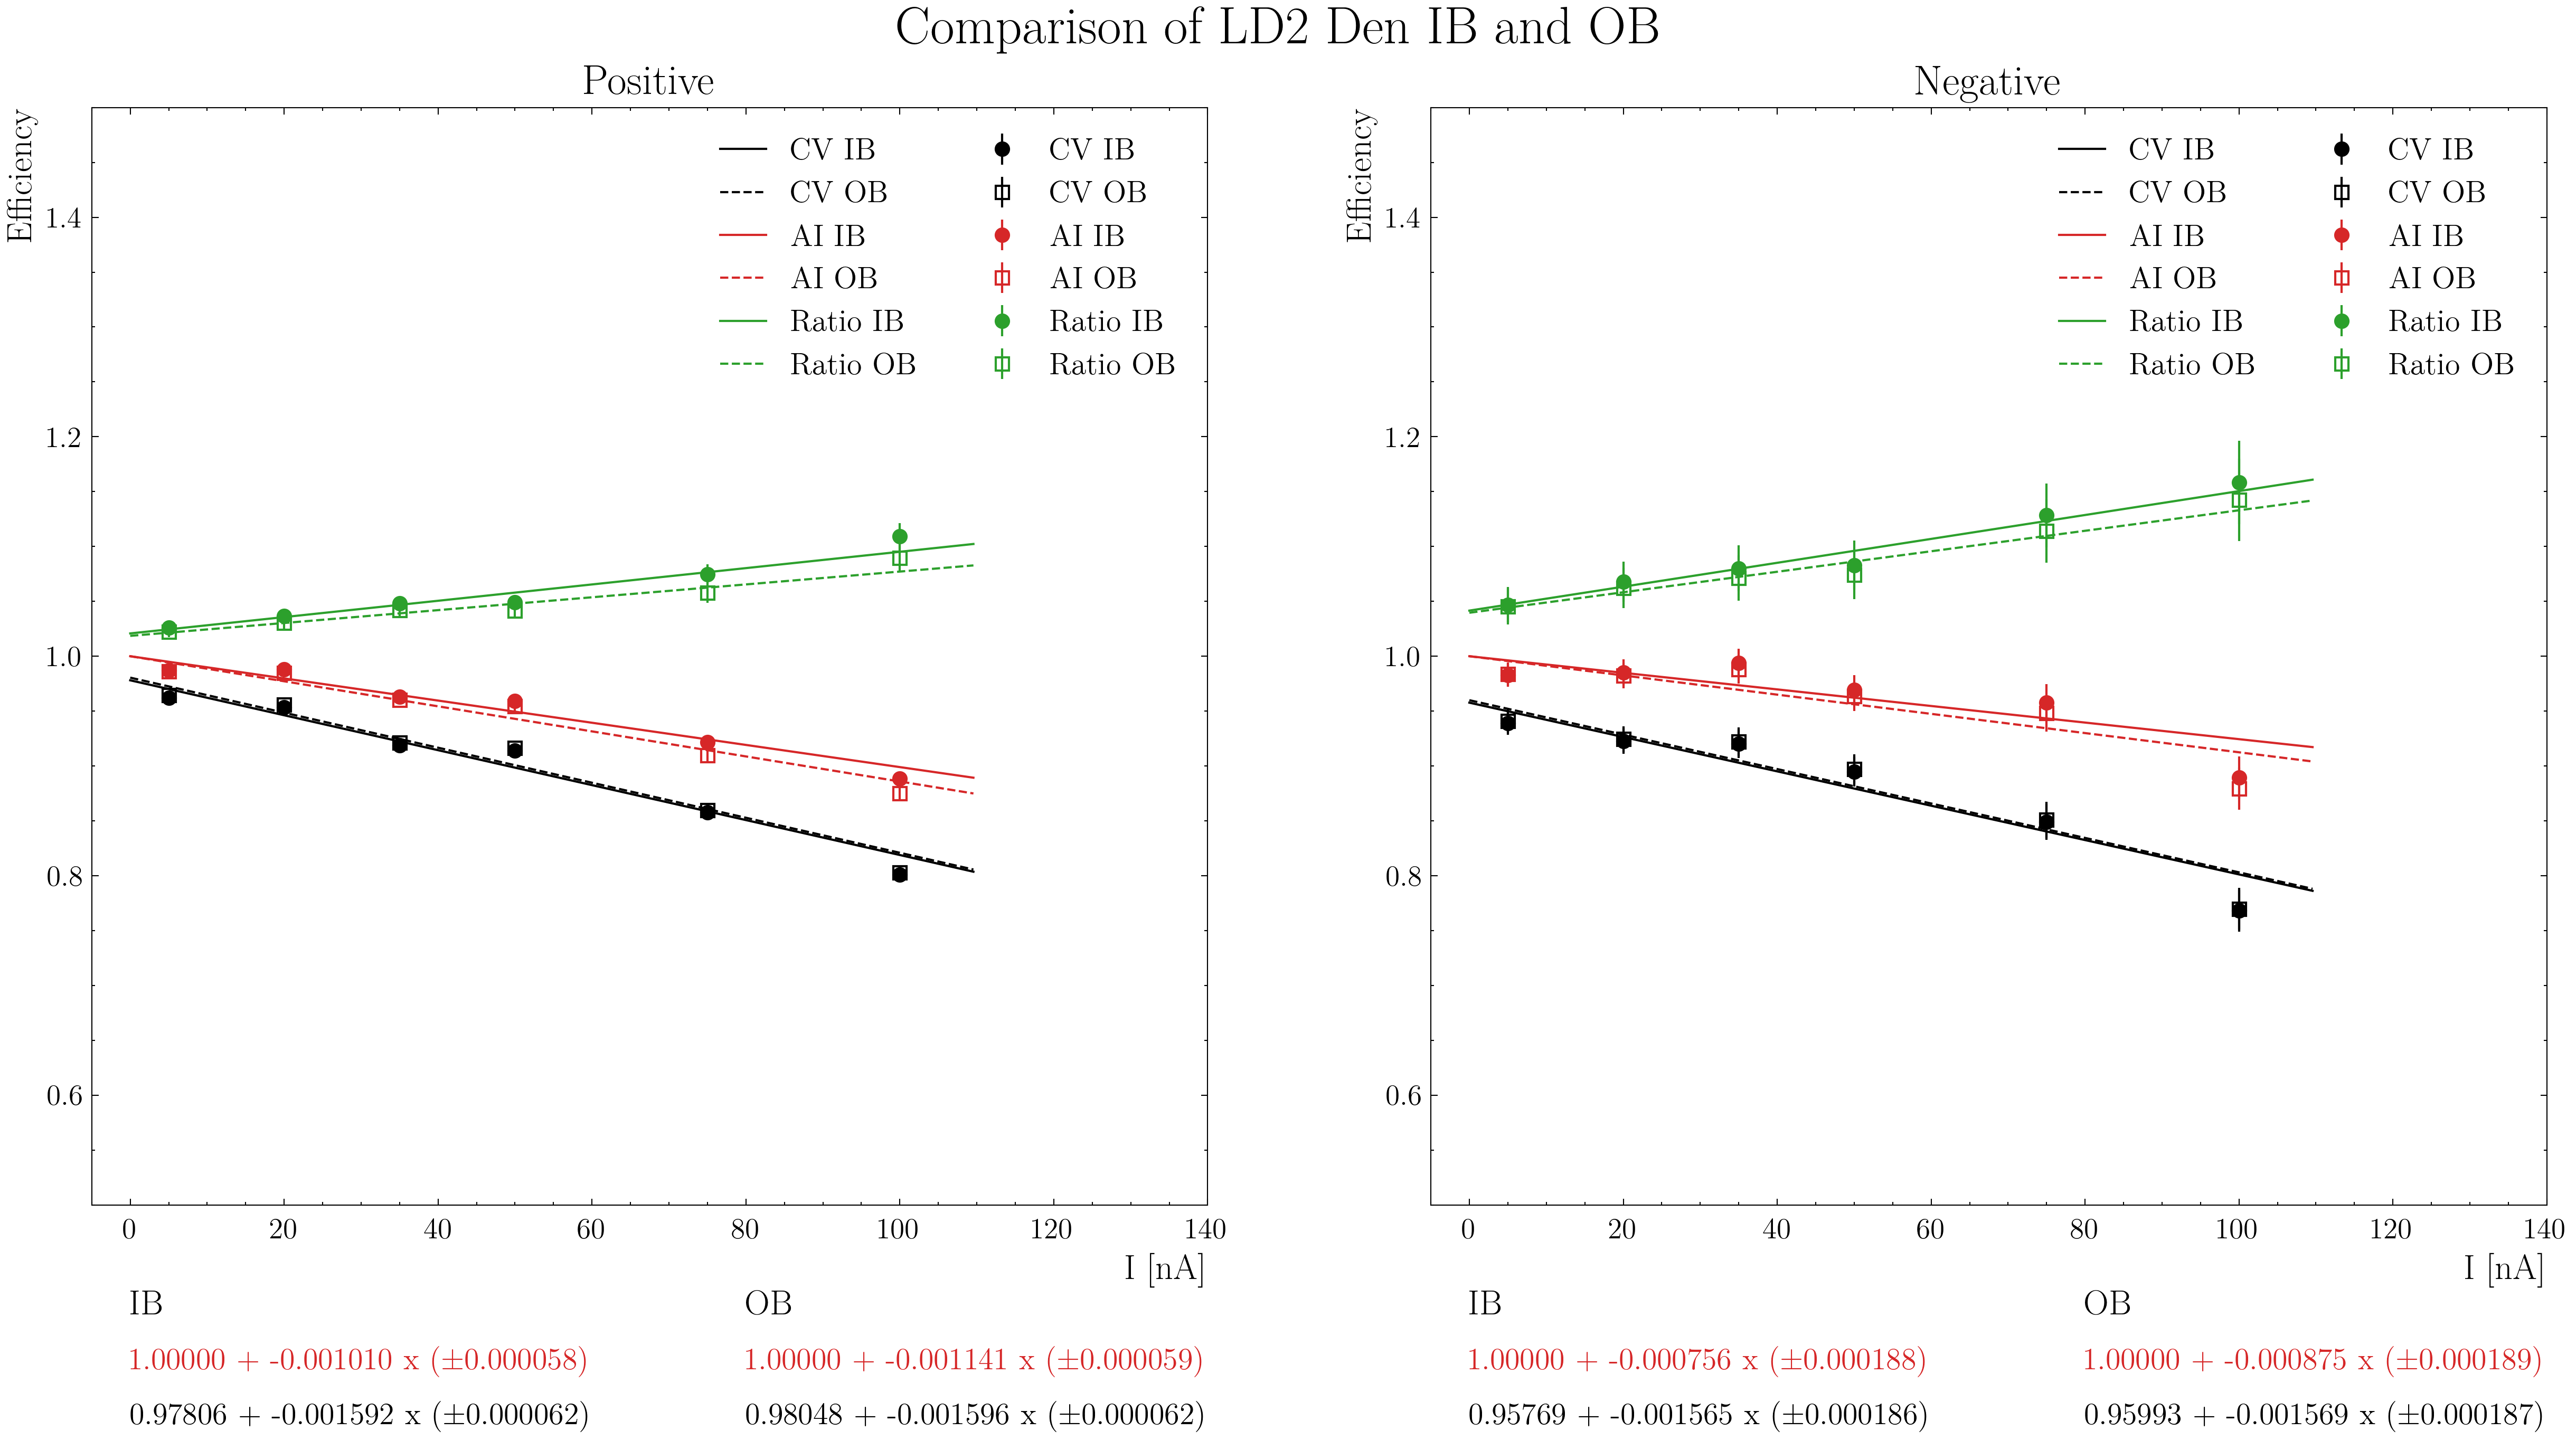 Comparison of LD2 Den IB and OB
Positive
Efficiency
CV IB
CV OB
AI IB
AI OB
Ratio IB
Ratio OB
CV IB
CV OB
AI IB
AI OB
Ratio IB
Ratio OB
1.4
1.2
1.0
0.8
0.6
0 20 40 60 80 100 120 140
I [nA]
IB
1.00000 + -0.001010 x (±0.000058)
0.97806 + -0.001592 x (±0.000062)
OB
1.00000 + -0.001141 x (±0.000059)
0.98048 + -0.001596 x (±0.000062)
Negative
Efficiency
CV IB
CV OB
AI IB
AI OB
Ratio IB
Ratio OB
CV IB
CV OB
AI IB
AI OB
Ratio IB
Ratio OB
1.4
1.2
1.0
0.8
0.6
0 20 40 60 80 100 120 140
I [nA]
IB
1.00000 + -0.000756 x (±0.000188)
0.95769 + -0.001565 x (±0.000186)
OB
1.00000 + -0.000875 x (±0.000189)
0.95993 + -0.001569 x (±0.000187)